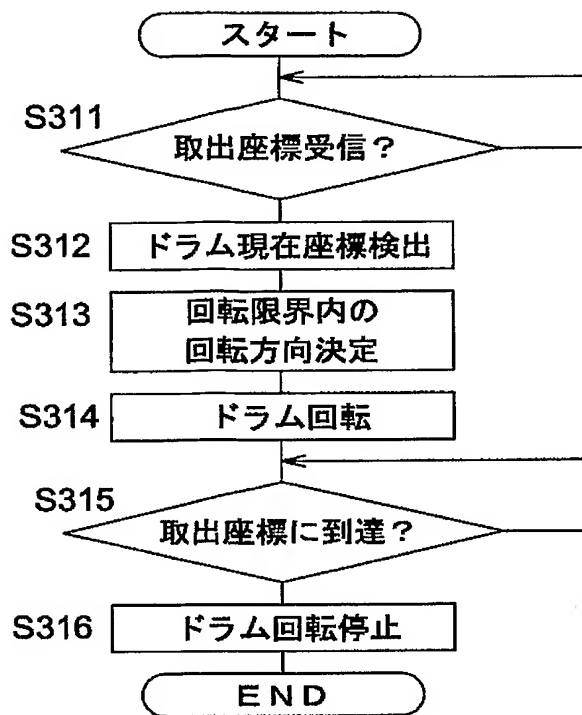 スタート
S311
取出座標受信？
S312
ドラム現在座標検出
S313
回転限界内の
回転方向決定
S314
ドラム回転
S315
取出座標に到達？
S316
ドラム回転停止
END